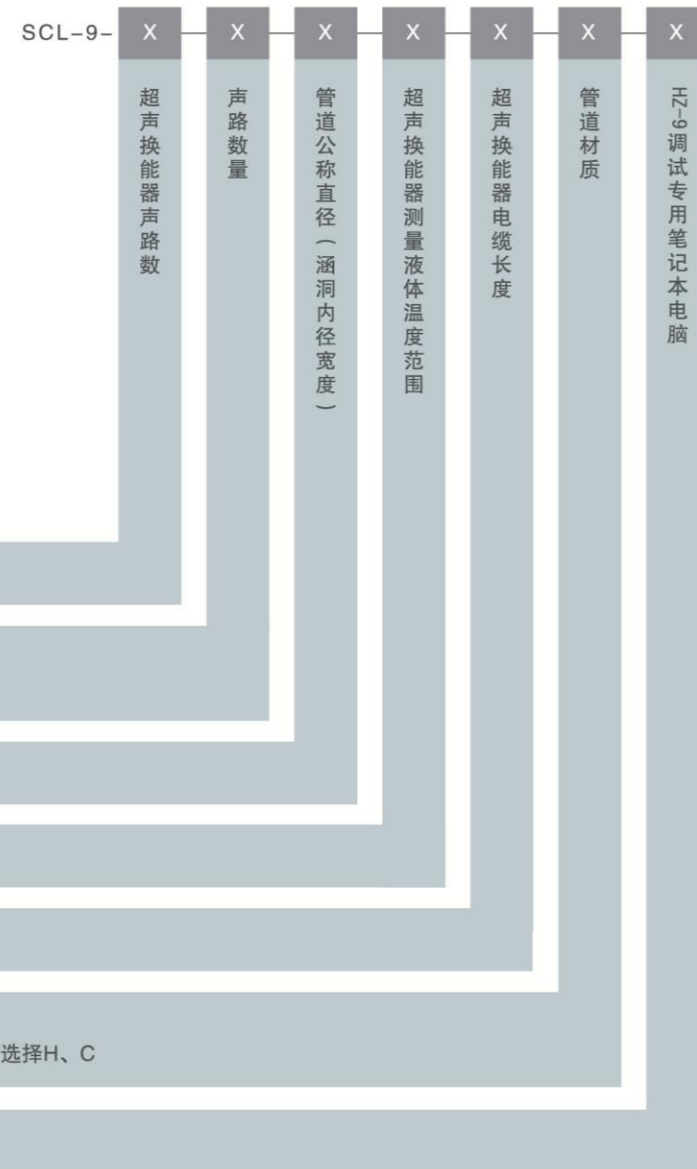 SCL-9- X X X X X X X
超声换能器声路数
声路数量
管道公称直径(涵洞内径宽度)
超声换能器测量液体温度范围
超声换能器电缆长度
管道材质
HZ-9调试专用笔记本电脑
选择H、C